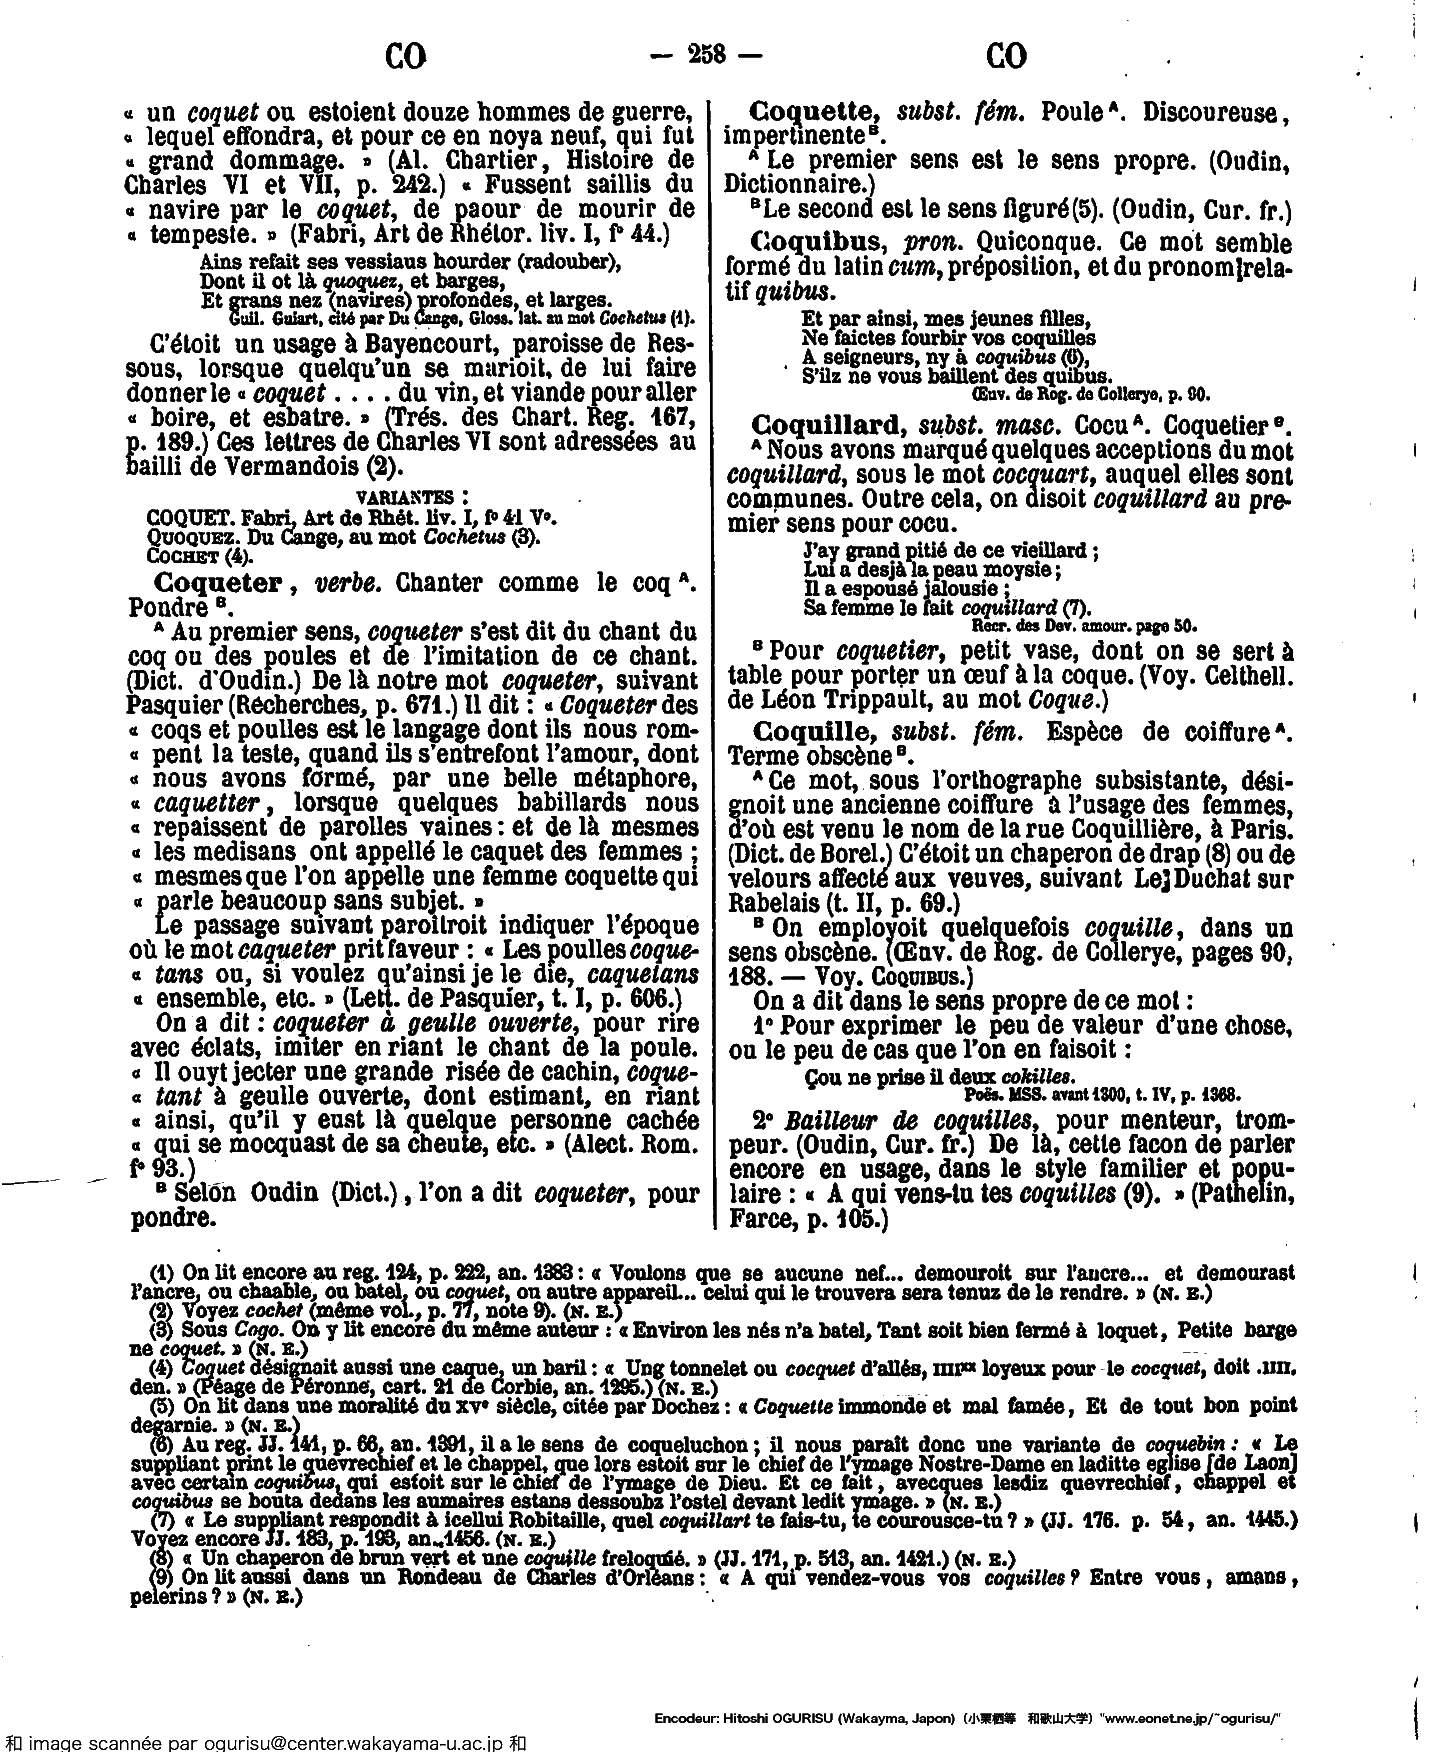 CO — 258 — CO
« un coquet ou estoient douze hommes de guerre,
« lequel effondra, et pour ce en noya neuf, qui fut
« grand dommage. » (Al. Chartier, Histoire de
Charles VI et VII, p. 242.) « Fussent saillis du
« navire par le coquet, de paour de mourir de
« tempeste. » (Fabri, Art de Rhétor. liv. I, f° 44.)
Ains refait ses vessiaus hourder (radouber),
Dont il ot là quoquez, et barges,
Et grans nez (navires) profondes, et larges.
Guil. Guiart, cité par Du Cange, Gloss. lat. au mot Cochetus (1).
C'étoit un usage à Bayencourt, paroisse de Res-
sous, lorsque quelqu'un se marioit, de lui faire
donner le « coquet .... du vin, et viande pour aller
« boire, et esbatre. » (Trés. des Chart. Reg. 167,
p. 189.) Ces lettres de Charles VI sont adressées au
bailli de Vermandois (2).
VARIANTES :
COQUET. Fabri, Art de Rhét. liv. I, f° 41 V°.
QUOQUEZ. Du Cange, au mot Cochetus (3).
COCHET (4).
Coqueter, verbe. Chanter comme le coq A.
Pondre B.
A Au premier sens, coqueter s'est dit du chant du
coq ou des poules et de l'imitation de ce chant.
(Dict. d'Oudin.) De là notre mot coqueter, suivant
Pasquier (Recherches, p. 671.) Il dit : « Coqueter des
« coqs et poulles est le langage dont ils nous rom-
« pent la teste, quand ils s'entrefont l'amour, dont
« nous avons formé, par une belle métaphore,
« caquetter, lorsque quelques babillards nous
« repaissent de parolles vaines : et de là mesmes
« les medisans ont appellé le caquet des femmes ;
« mesmes que l'on appelle une femme coquette qui
« parle beaucoup sans subjet. »
Le passage suivant paroîtroit indiquer l'époque
où le mot caqueter prit faveur : « Les poulles coque-
« tans ou, si voulez qu'ainsi je le die, caquetans
« ensemble, etc. » (Lett. de Pasquier, t. I, p. 606.)
On a dit : coqueter à geulle ouverte, pour rire
avec éclats, imiter en riant le chant de la poule.
« Il ouyt jecter une grande risée de cachin, coque-
« tant à geulle ouverte, dont estimant, en riant
« ainsi, qu'il y eust là quelque personne cachée
« qui se mocquast de sa cheute, etc. » (Alect. Rom.
f° 93.)
B Selon Oudin (Dict.), l'on a dit coqueter, pour
pondre.
Coquette, subst. fém. Poule A. Discoureuse,
impertinente B.
A Le premier sens est le sens propre. (Oudin,
Dictionnaire.)
B Le second est le sens figuré (5). (Oudin, Cur. fr.)
Coquibus, pron. Quiconque. Ce mot semble
formé du latin cum, préposition, et du pronom rela-
tif quibus.
Et par ainsi, mes jeunes filles,
Ne faictes fourbir vos coquilles
A seigneurs, ny à coquibus (6),
S'ilz ne vous baillent des quibus.
Œuv. de Rog. de Collerye, p. 90.
Coquillard, subst. masc. Cocu A. Coquetier B.
A Nous avons marqué quelques acceptions du mot
coquillard, sous le mot cocquart, auquel elles sont
communes. Outre cela, on disoit coquillard au pre-
mier sens pour cocu.
J'ay grand pitié de ce vieillard ;
Lui a desjà la peau moysie ;
Il a espousé jalousie ;
Sa femme le fait coquillard (7).
Recr. des Dev. amour. page 50.
B Pour coquetier, petit vase, dont on se sert à
table pour porter un œuf à la coque. (Voy. Celthell.
de Léon Trippault, au mot Coque.)
Coquille, subst. fém. Espèce de coiffure A.
Terme obscène B.
A Ce mot, sous l'orthographe subsistante, dési-
gnoit une ancienne coiffure à l'usage des femmes,
d'où est venu le nom de la rue Coquillière, à Paris.
(Dict. de Borel.) C'étoit un chaperon de drap (8) ou de
velours affecté aux veuves, suivant Le Duchat sur
Rabelais (t. II, p. 69.)
B On employoit quelquefois coquille, dans un
sens obscène. (Œuv. de Rog. de Collerye, pages 90,
188. — Voy. COQUIBUS.)
On a dit dans le sens propre de ce mot :
1° Pour exprimer le peu de valeur d'une chose,
ou le peu de cas que l'on en faisoit :
Çou ne prise il deux cokilles.
Poës. MSS. avant 1300, t. IV, p. 1368.
2° Bailleur de coquilles, pour menteur, trom-
peur. (Oudin, Cur. fr.) De là, cette facon de parler
encore en usage, dans le style familier et popu-
laire : « A qui vens-tu tes coquilles (9). » (Pathelin,
Farce, p. 105.)
(1) On lit encore au reg. 124, p. 222, an. 1383 : « Voulons que se aucune nef... demouroit sur l'ancre... et demourast
l'ancre, ou chaable, ou batel, ou coquet, ou autre appareil... celui qui le trouvera sera tenuz de le rendre. » (N. E.)
(2) Voyez cochet (même vol., p. 77, note 9). (N. E.)
(3) Sous Cogo. On y lit encore du même auteur : « Environ les nés n'a batel, Tant soit bien fermé à loquet, Petite barge
ne coquet. » (N. E.)
(4) Coquet désignait aussi une caque, un baril : « Ung tonnelet ou cocquet d'allés, IIIIxx loyeux pour le cocquet, doit .IIII.
den. » (Péage de Péronne, cart. 21 de Corbie, an. 1295.) (N. E.)
(5) On lit dans une moralité du XVe siècle, citée par Dochez : « Coquette immonde et mal famée, Et de tout bon point
degarnie. » (N. E.)
(6) Au reg. JJ. 141, p. 66, an. 1391, il a le sens de coqueluchon ; il nous paraît donc une variante de coquebin : « Le
suppliant print le quevrechief et le chappel, que lors estoit sur le chief de l'ymage Nostre-Dame en laditte eglise [de Laon]
avec certain coquibus, qui estoit sur le chief de l'ymage de Dieu. Et ce fait, avecques lesdiz quevrechief, chappel et
coquibus se bouta dedans les aumaires estans dessoubz l'ostel devant ledit ymage. » (N. E.)
(7) « Le suppliant respondit à icellui Robitaille, quel coquillart te fais-tu, te courousce-tu ? » (JJ. 176. p. 54, an. 1445.)
Voyez encore JJ. 183, p. 193, an. 1456. (N. E.)
(8) « Un chaperon de brun vert et une coquille freloquié. » (JJ. 171, p. 513, an. 1421.) (N. E.)
(9) On lit aussi dans un Rondeau de Charles d'Orléans : « A qui vendez-vous vos coquilles ? Entre vous, amans,
pelerins ? » (N. E.)
Encodeur: Hitoshi OGURISU (Wakayma, Japon) (小栗栖等 和歌山大学) "www.eonet.ne.jp/~ogurisu/"
和 image scannée par ogurisu@center.wakayama-u.ac.jp 和